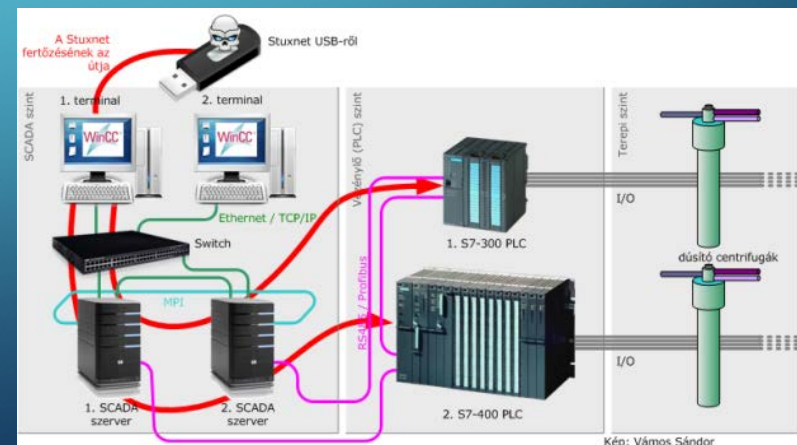 A Stuxnet
fertőzésének az
útja
Stuxnet USB-ről
SCADA szint
1. terminal
2. terminal
WinCC
WinCC
Ethernet / TCP/IP
Switch
MPI
1. SCADA
szerver
2. SCADA
szerver
Vezénylő (PLC) szint
RS485 / Profibus
1. S7-300 PLC
2. S7-400 PLC
Terepi szint
I/O
dúsító centrifugák
I/O
Kép: Vámos Sándor